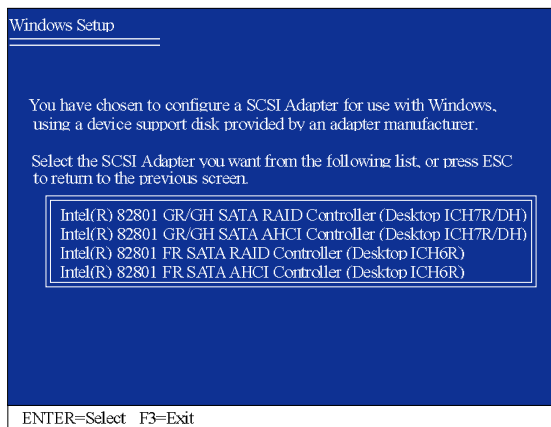 Windows Setup
You have chosen to configure a SCSI Adapter for use with Windows,
using a device support disk provided by an adapter manufacturer.
Select the SCSI Adapter you want from the following list, or press ESC
to return to the previous screen.
Intel(R) 82801 GR/GH SATA RAID Controller (Desktop ICH7R/DH)
Intel(R) 82801 GR/GH SATA AHCI Controller (Desktop ICH7R/DH)
Intel(R) 82801 FR SATA RAID Controller (Desktop ICH6R)
Intel(R) 82801 FR SATA AHCI Controller (Desktop ICH6R)
ENTER=Select F3=Exit